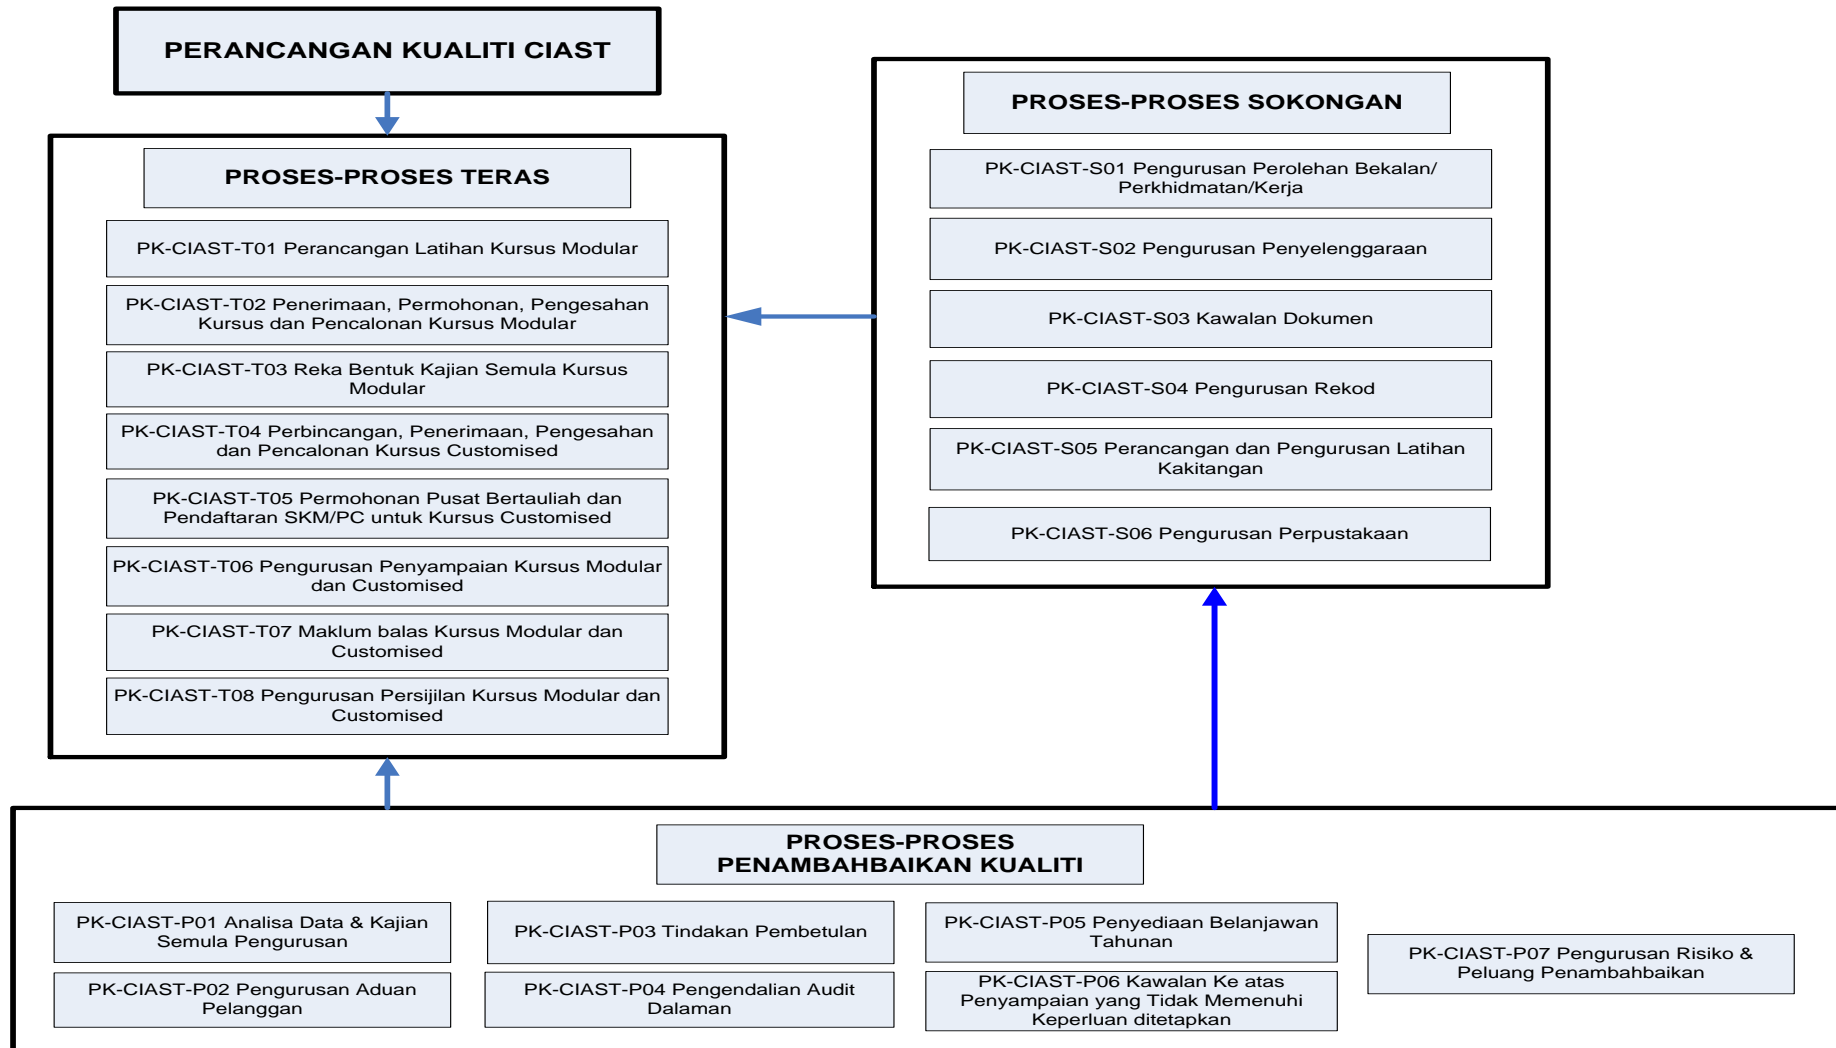 PERANCANGAN KUALITI CIAST
PROSES-PROSES TERAS
PK-CIAST-T01 Perancangan Latihan Kursus Modular
PK-CIAST-T02 Penerimaan, Permohonan, Pengesahan
Kursus dan Pencalonan Kursus Modular
PK-CIAST-T03 Reka Bentuk Kajian Semula Kursus
Modular
PK-CIAST-T04 Perbincangan, Penerimaan, Pengesahan
dan Pencalonan Kursus Customised
PK-CIAST-T05 Permohonan Pusat Bertauliah dan
Pendaftaran SKM/PC untuk Kursus Customised
PK-CIAST-T06 Pengurusan Penyampaian Kursus Modular
dan Customised
PK-CIAST-T07 Maklum balas Kursus Modular dan
Customised
PK-CIAST-T08 Pengurusan Persijilan Kursus Modular dan
Customised
PROSES-PROSES SOKONGAN
PK-CIAST-S01 Pengurusan Perolehan Bekalan/
Perkhidmatan/Kerja
PK-CIAST-S02 Pengurusan Penyelenggaraan
PK-CIAST-S03 Kawalan Dokumen
PK-CIAST-S04 Pengurusan Rekod
PK-CIAST-S05 Perancangan dan Pengurusan Latihan
Kakitangan
PK-CIAST-S06 Pengurusan Perpustakaan
PROSES-PROSES
PENAMBAHBAIKAN KUALITI
PK-CIAST-P01 Analisa Data & Kajian
Semula Pengurusan
PK-CIAST-P02 Pengurusan Aduan
Pelanggan
PK-CIAST-P03 Tindakan Pembetulan
PK-CIAST-P04 Pengendalian Audit
Dalaman
PK-CIAST-P05 Penyediaan Belanjawan
Tahunan
PK-CIAST-P06 Kawalan Ke atas
Penyampaian yang Tidak Memenuhi
Keperluan ditetapkan
PK-CIAST-P07 Pengurusan Risiko &
Peluang Penambahbaikan